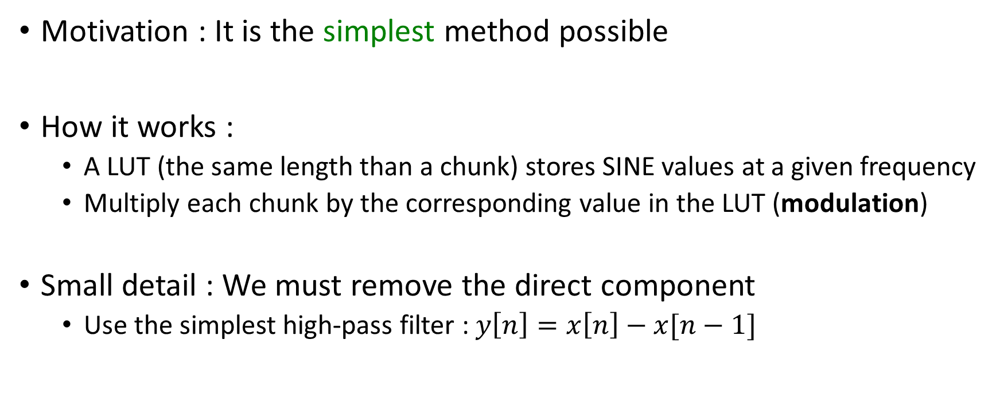 • Motivation : It is the simplest method possible
• How it works :
• A LUT (the same length than a chunk) stores SINE values at a given frequency
• Multiply each chunk by the corresponding value in the LUT (modulation)
• Small detail : We must remove the direct component
• Use the simplest high-pass filter : y[n] = x[n] − x[n − 1]